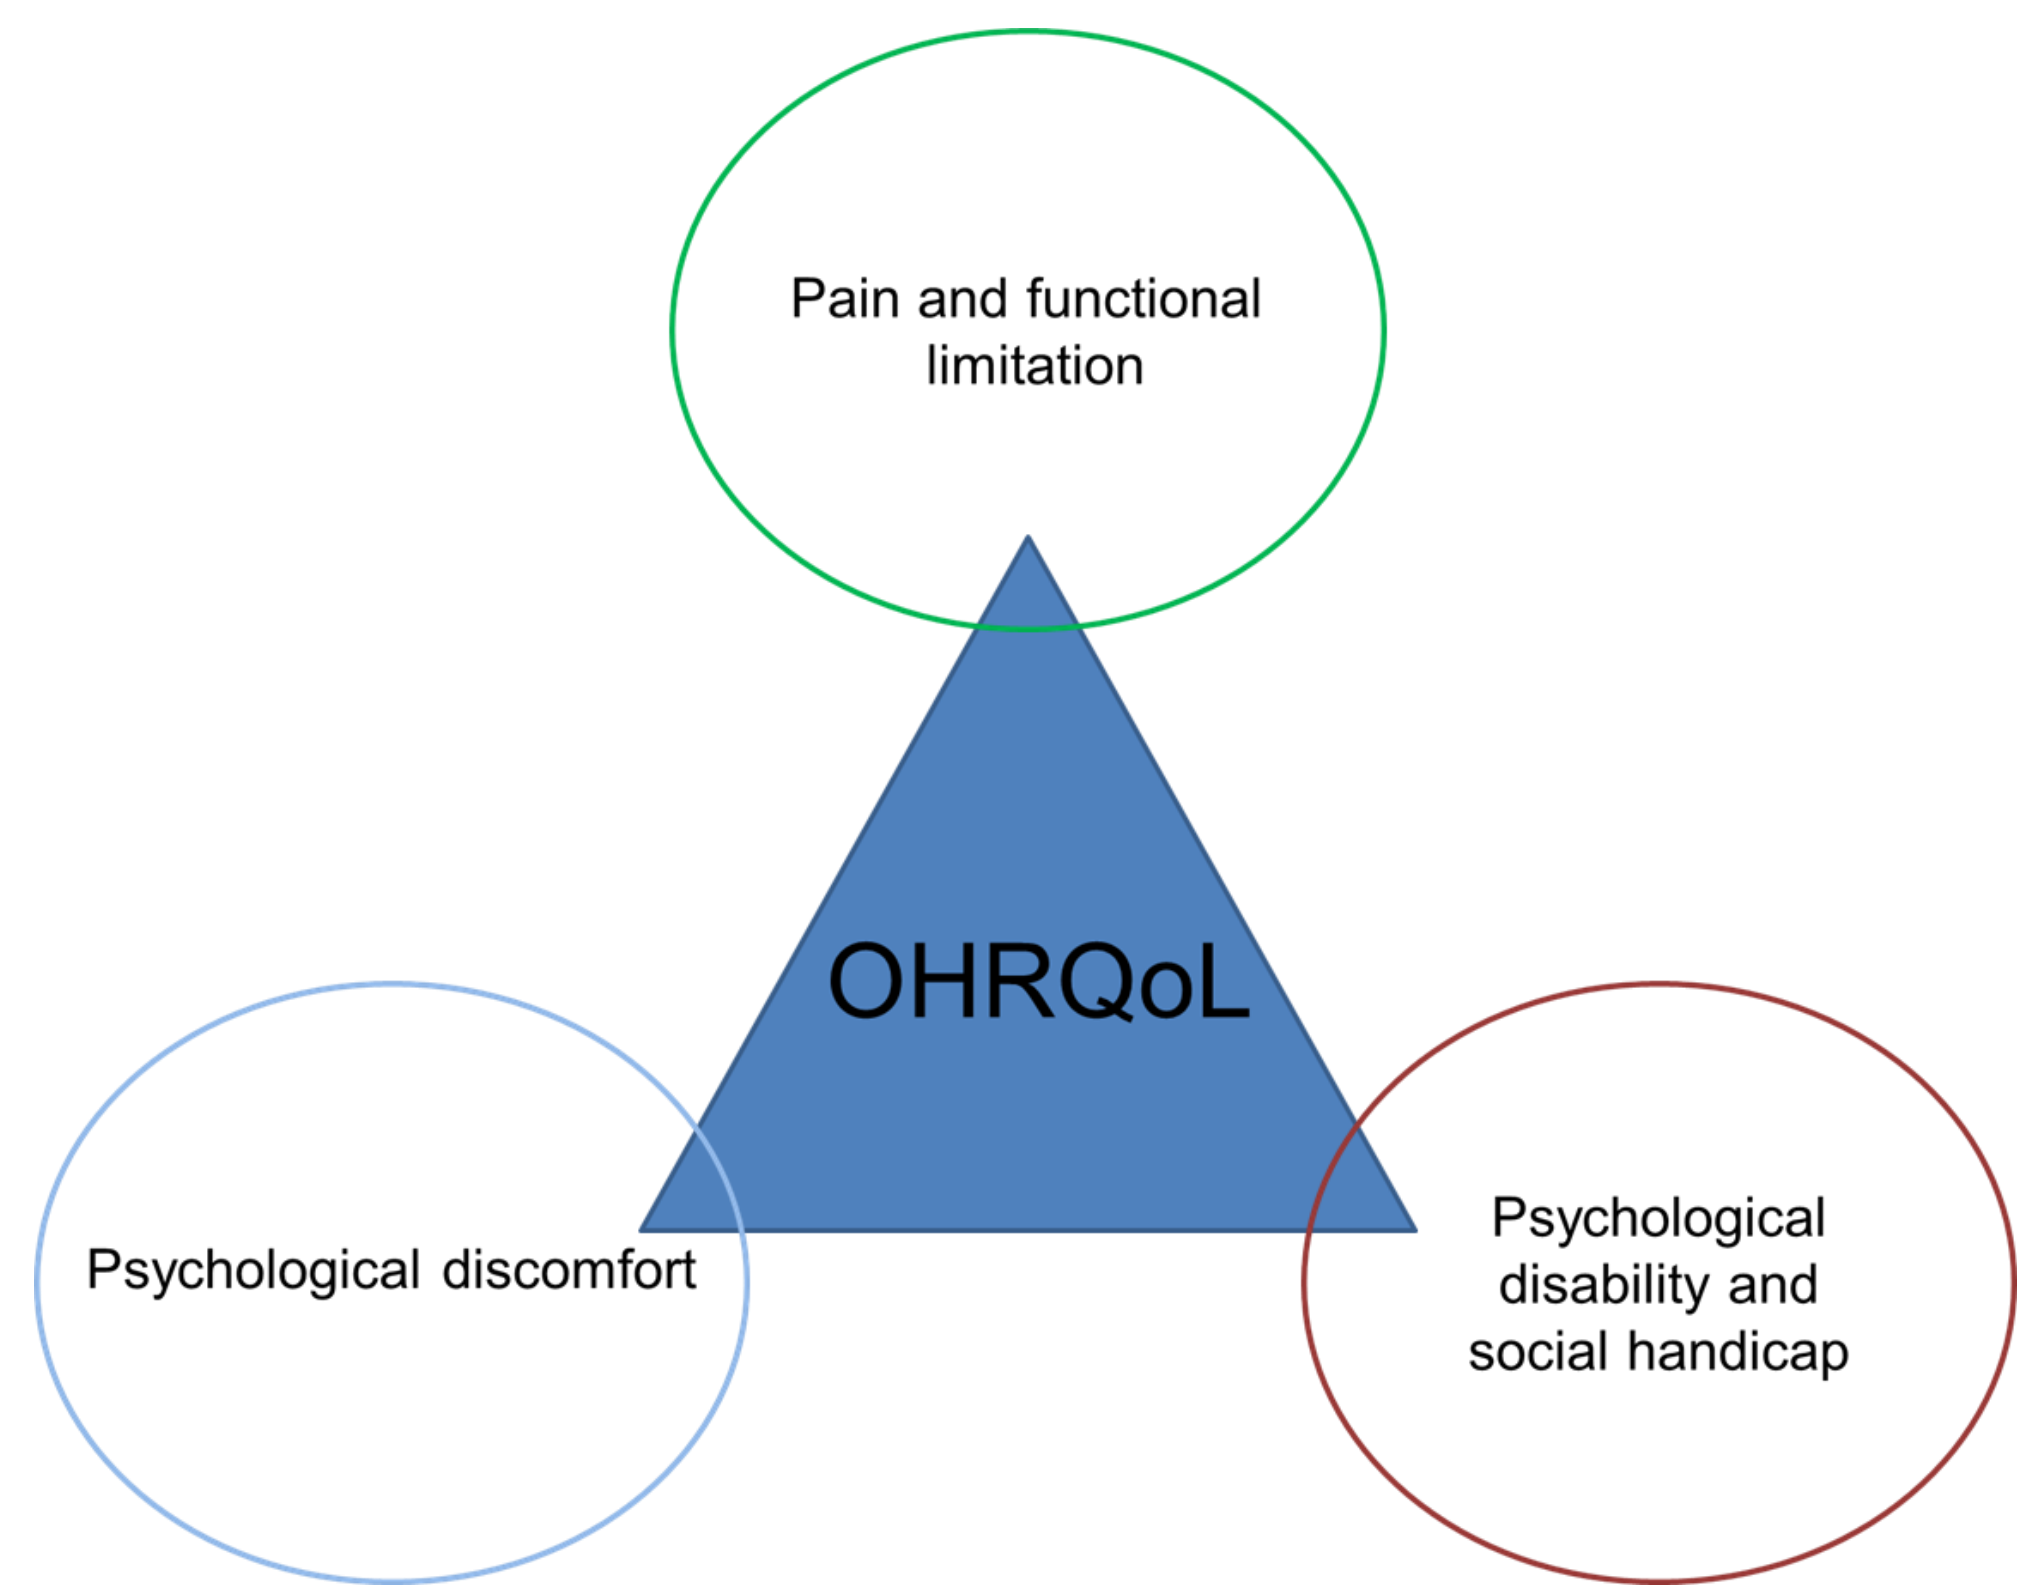 Pain and functional
limitation
OHRQoL
Psychological discomfort
Psychological
disability and
social handicap